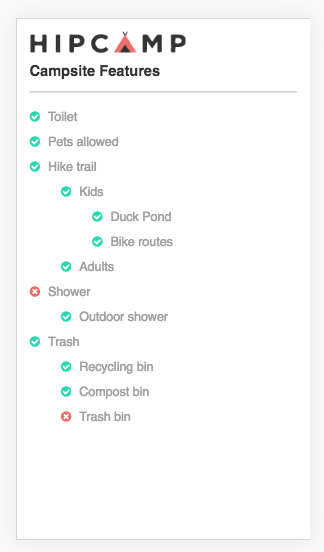 HIPCAMP
Campsite Features
Toilet
Pets allowed
Hike trail
Kids
Duck Pond
Bike routes
Adults
Shower
Outdoor shower
Trash
Recycling bin
Compost bin
Trash bin